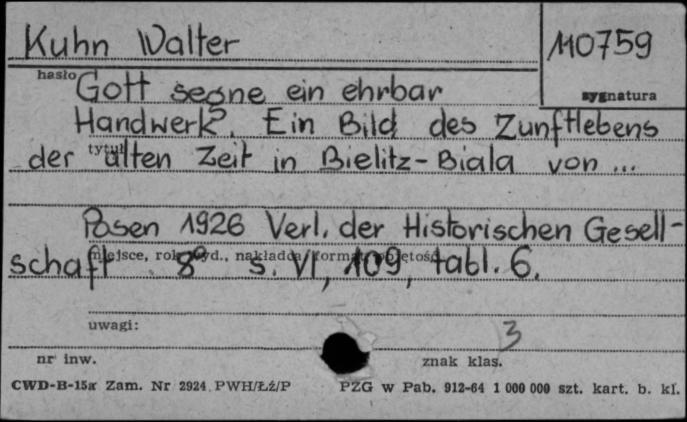 Kuhn Walter
110759
hasło
sygnatura
Gott segne ein ehrbar
Handwerk. Ein Bild des Zunftlebens
tytuł
der alten Zeit in Bielitz-Biala von ...
Posen 1926 Verl. der Historischen Gesell-
miejsce, rok wyd., nakładca, format, objętość
schaft 8° s. VI, 109, tabl. 6.
uwagi:
3
nr inw.
znak klas.
CWD-B-15a Zam. Nr 2924 PWH/Łź/P PZG w Pab. 912-64 1 000 000 szt. kart. b. kl.